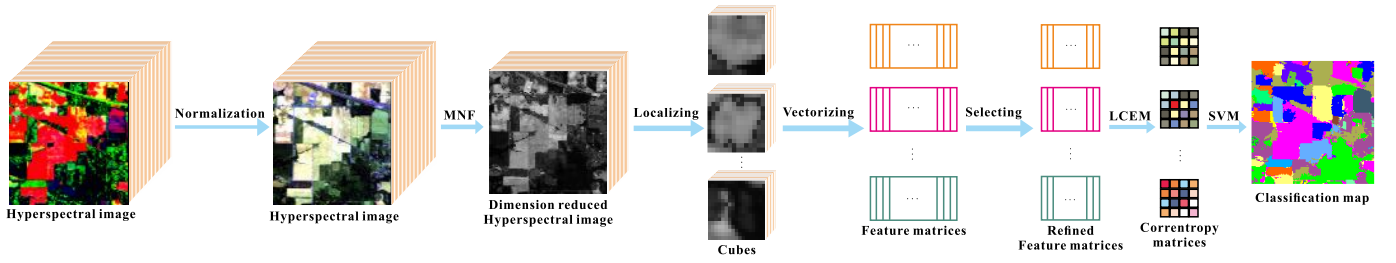 Hyperspectral image
Normalization
Hyperspectral image
MNF
Dimension reduced
Hyperspectral image
Localizing
Cubes
Vectorizing
...
...
...
Feature matrices
Selecting
...
...
...
Refined
Feature matrices
LCEM
Correntropy
matrices
SVM
Classification map